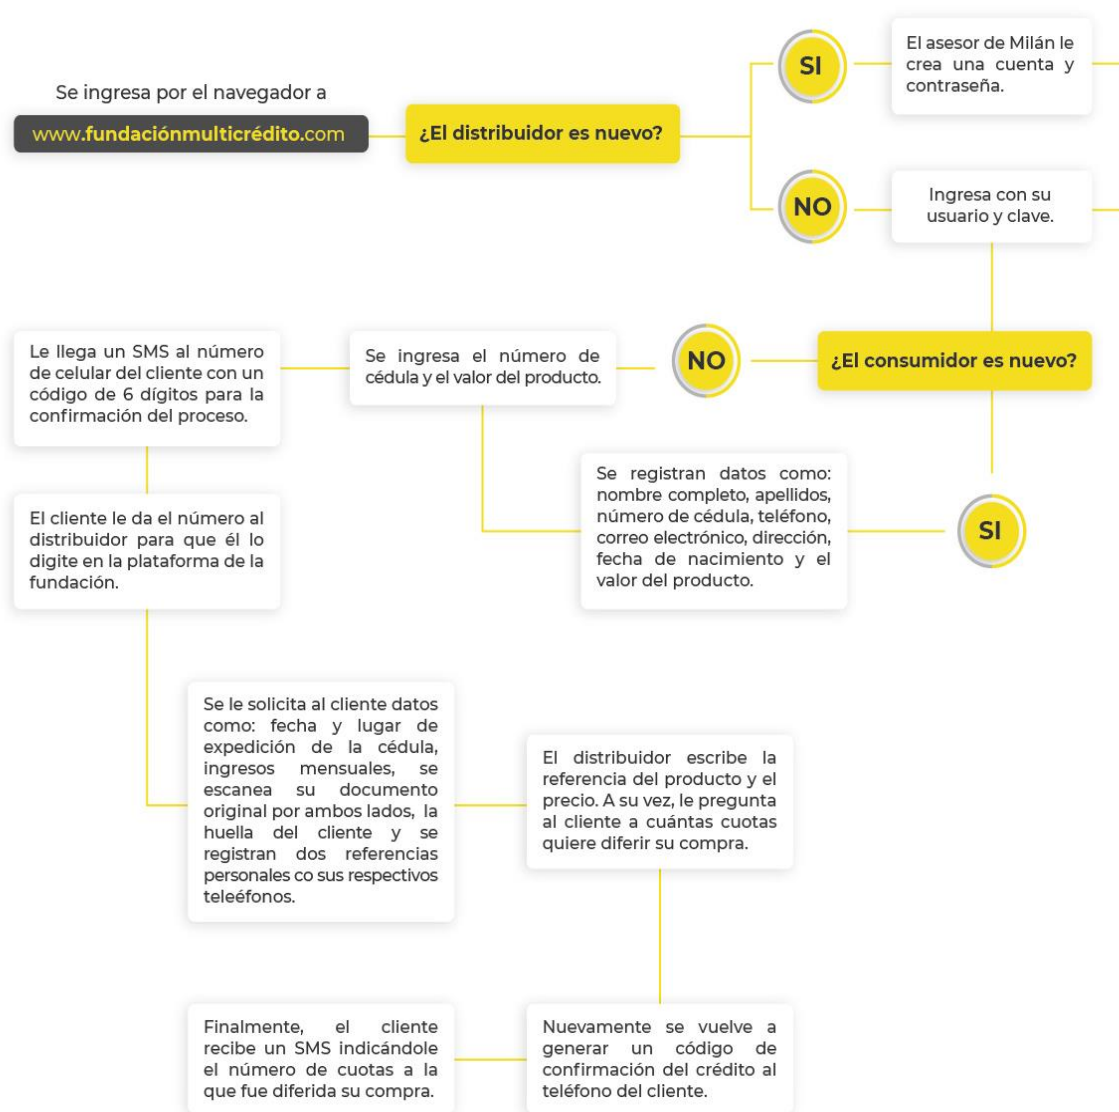 Se ingresa por el navegador a
www.fundaciónmulticrédito.com
¿El distribuidor es nuevo?
SI
El asesor de Milán le
crea una cuenta y
contraseña.
NO
Ingresa con su
usuario y clave.
¿El consumidor es nuevo?
NO
Se ingresa el número de
cédula y el valor del producto.
Le llega un SMS al número
de celular del cliente con un
código de 6 dígitos para la
confirmación del proceso.
SI
Se registran datos como:
nombre completo, apellidos,
número de cédula, teléfono,
correo electrónico, dirección,
fecha de nacimiento y el
valor del producto.
El cliente le da el número al
distribuidor para que él lo
digite en la plataforma de la
fundación.
Se le solicita al cliente datos
como: fecha y lugar de
expedición de la cédula,
ingresos mensuales, se
escanea su documento
original por ambos lados, la
huella del cliente y se
registran dos referencias
personales co sus respectivos
teleéfonos.
El distribuidor escribe la
referencia del producto y el
precio. A su vez, le pregunta
al cliente a cuántas cuotas
quiere diferir su compra.
Nuevamente se vuelve a
generar un código de
confirmación del crédito al
teléfono del cliente.
Finalmente, el cliente
recibe un SMS indicándole
el número de cuotas a la
que fue diferida su compra.